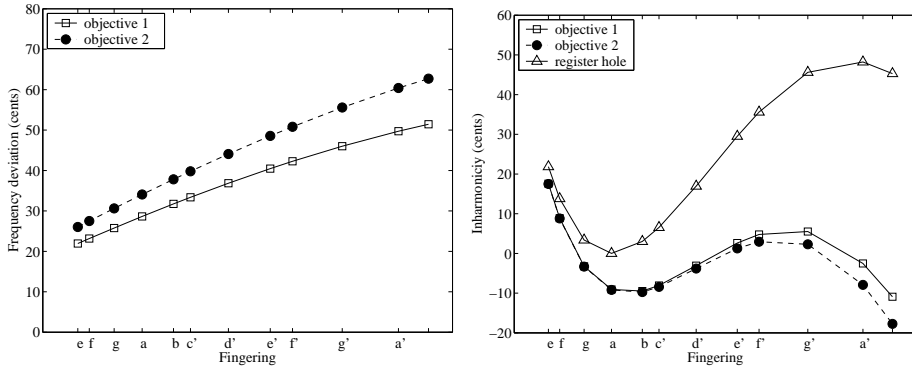 80
70
60
50
40
30
20
10
0
Frequency deviation (cents)
objective 1
objective 2
e f g a b c' d' e' f' g' a'
Fingering
60
50
40
30
20
10
0
−10
−20
Inharmoniciy (cents)
objective 1
objective 2
register hole
e f g a b c' d' e' f' g' a'
Fingering